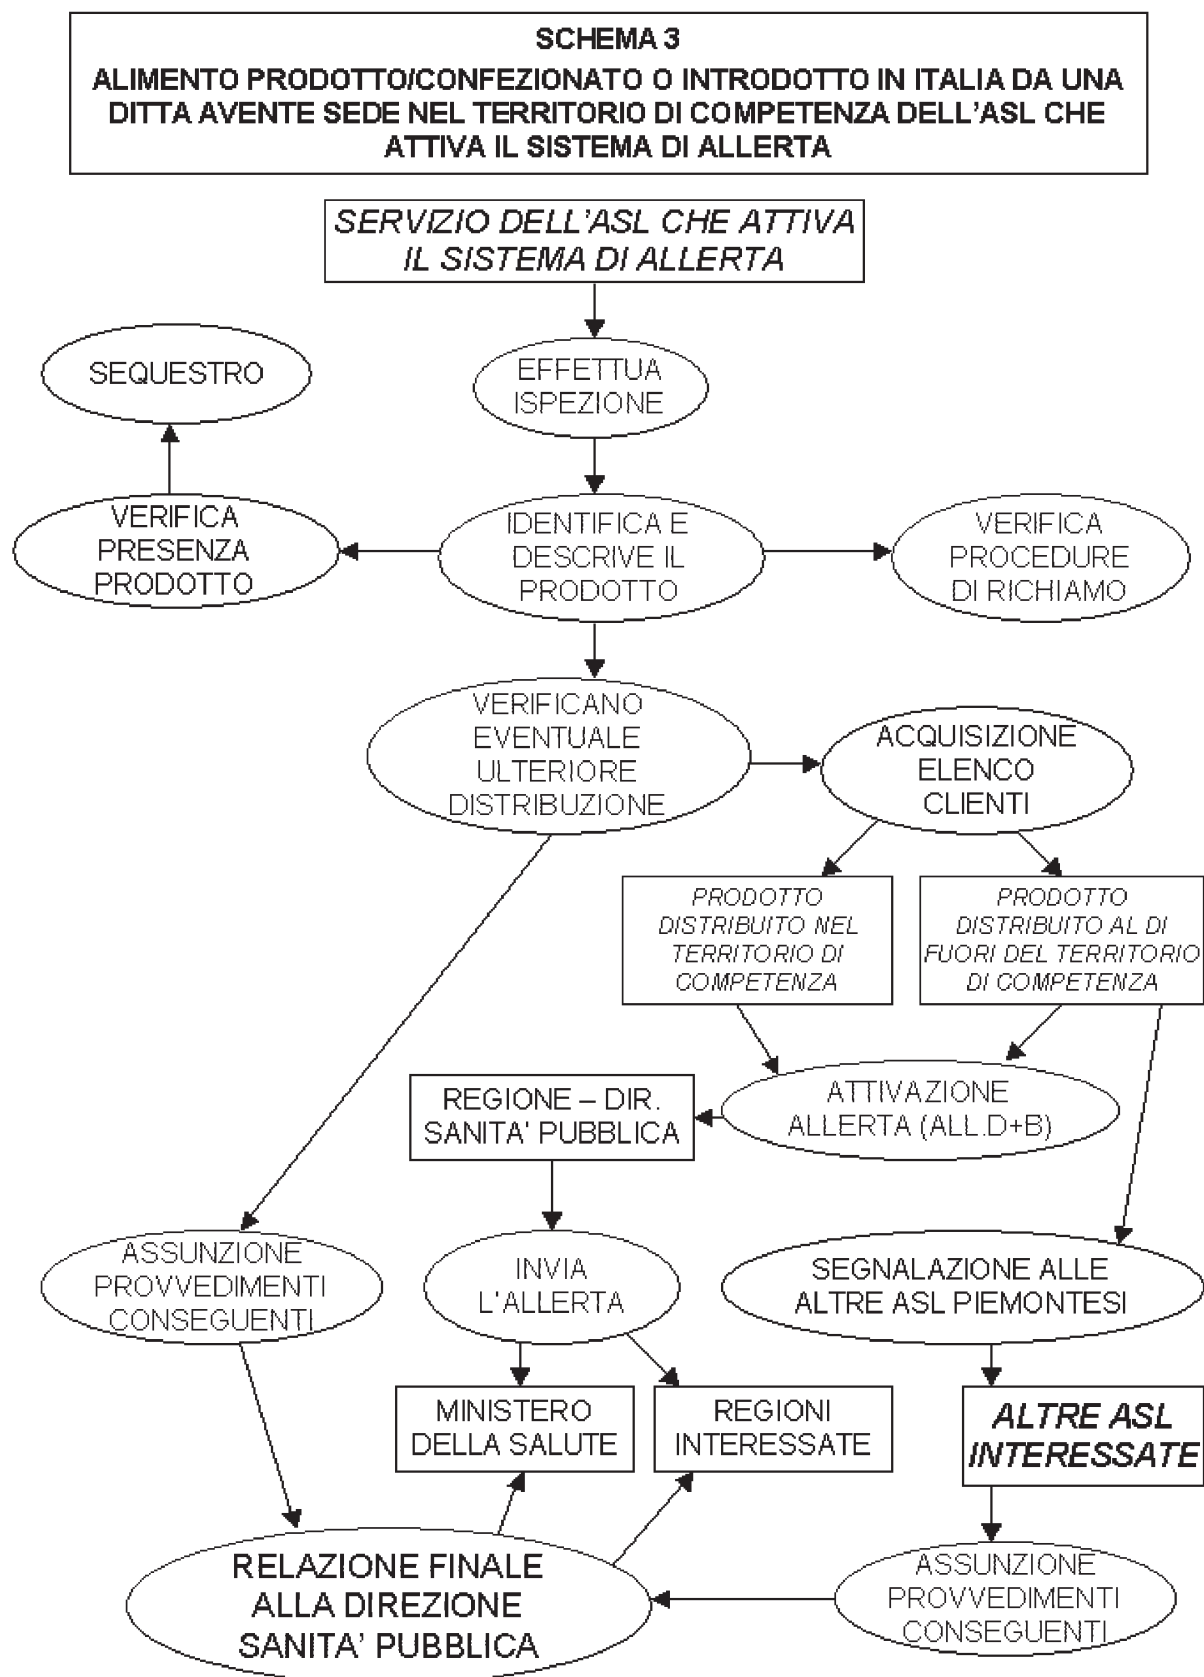 SCHEMA 3
ALIMENTO PRODOTTO/CONFEZIONATO O INTRODOTTO IN ITALIA DA UNA
DITTA AVENTE SEDE NEL TERRITORIO DI COMPETENZA DELL'ASL CHE
ATTIVA IL SISTEMA DI ALLERTA
SERVIZIO DELL'ASL CHE ATTIVA
IL SISTEMA DI ALLERTA
SEQUESTRO
EFFETTUA
ISPEZIONE
VERIFICA
PRESENZA
PRODOTTO
IDENTIFICA E
DESCRIVE IL
PRODOTTO
VERIFICA
PROCEDURE
DI RICHIAMO
VERIFICANO
EVENTUALE
ULTERIORE
DISTRIBUZIONE
ACQUISIZIONE
ELENCO
CLIENTI
PRODOTTO
DISTRIBUITO NEL
TERRITORIO DI
COMPETENZA
PRODOTTO
DISTRIBUITO AL DI
FUORI DEL TERRITORIO
DI COMPETENZA
REGIONE – DIR.
SANITA' PUBBLICA
ATTIVAZIONE
ALLERTA (ALL.D+B)
ASSUNZIONE
PROVVEDIMENTI
CONSEGUENTI
INVIA
L'ALLERTA
SEGNALAZIONE ALLE
ALTRE ASL PIEMONTESI
MINISTERO
DELLA SALUTE
REGIONI
INTERESSATE
ALTRE ASL
INTERESSATE
RELAZIONE FINALE
ALLA DIREZIONE
SANITA' PUBBLICA
ASSUNZIONE
PROVVEDIMENTI
CONSEGUENTI